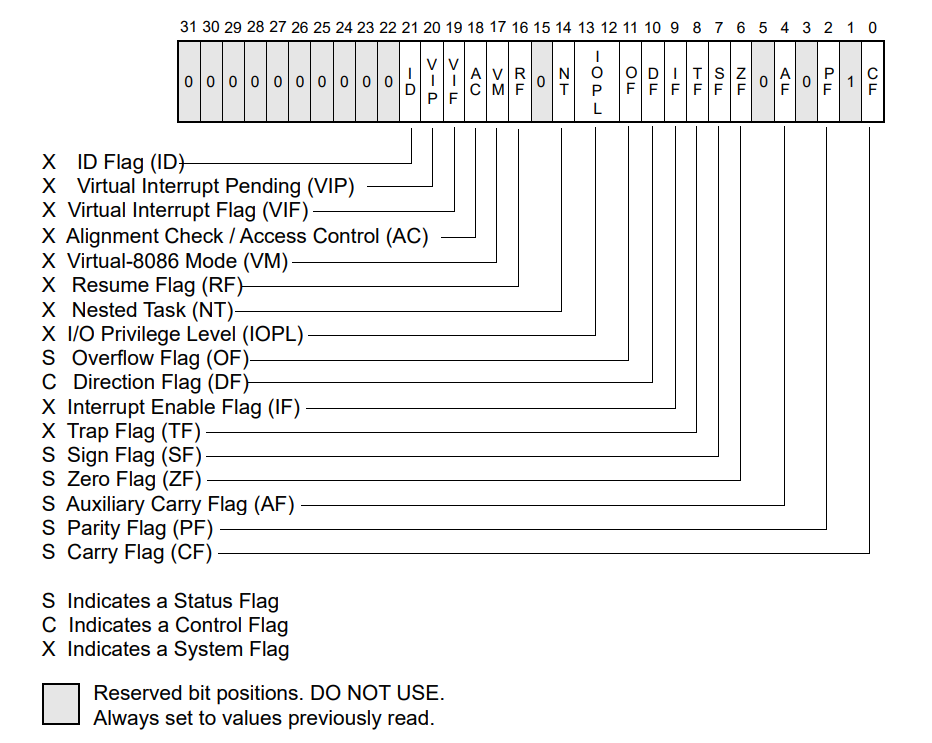 31 30 29 28 27 26 25 24 23 22 21 20 19 18 17 16 15 14 13 12 11 10 9 8 7 6 5 4 3 2 1 0
0 0 0 0 0 0 0 0 0 0 ID VIP VIF AC VM RF 0 NT IOPL OF DF IF TF SF ZF 0 AF 0 PF 1 CF
X ID Flag (ID)
X Virtual Interrupt Pending (VIP)
X Virtual Interrupt Flag (VIF)
X Alignment Check / Access Control (AC)
X Virtual-8086 Mode (VM)
X Resume Flag (RF)
X Nested Task (NT)
X I/O Privilege Level (IOPL)
S Overflow Flag (OF)
C Direction Flag (DF)
X Interrupt Enable Flag (IF)
X Trap Flag (TF)
S Sign Flag (SF)
S Zero Flag (ZF)
S Auxiliary Carry Flag (AF)
S Parity Flag (PF)
S Carry Flag (CF)
S Indicates a Status Flag
C Indicates a Control Flag
X Indicates a System Flag
Reserved bit positions. DO NOT USE.
Always set to values previously read.